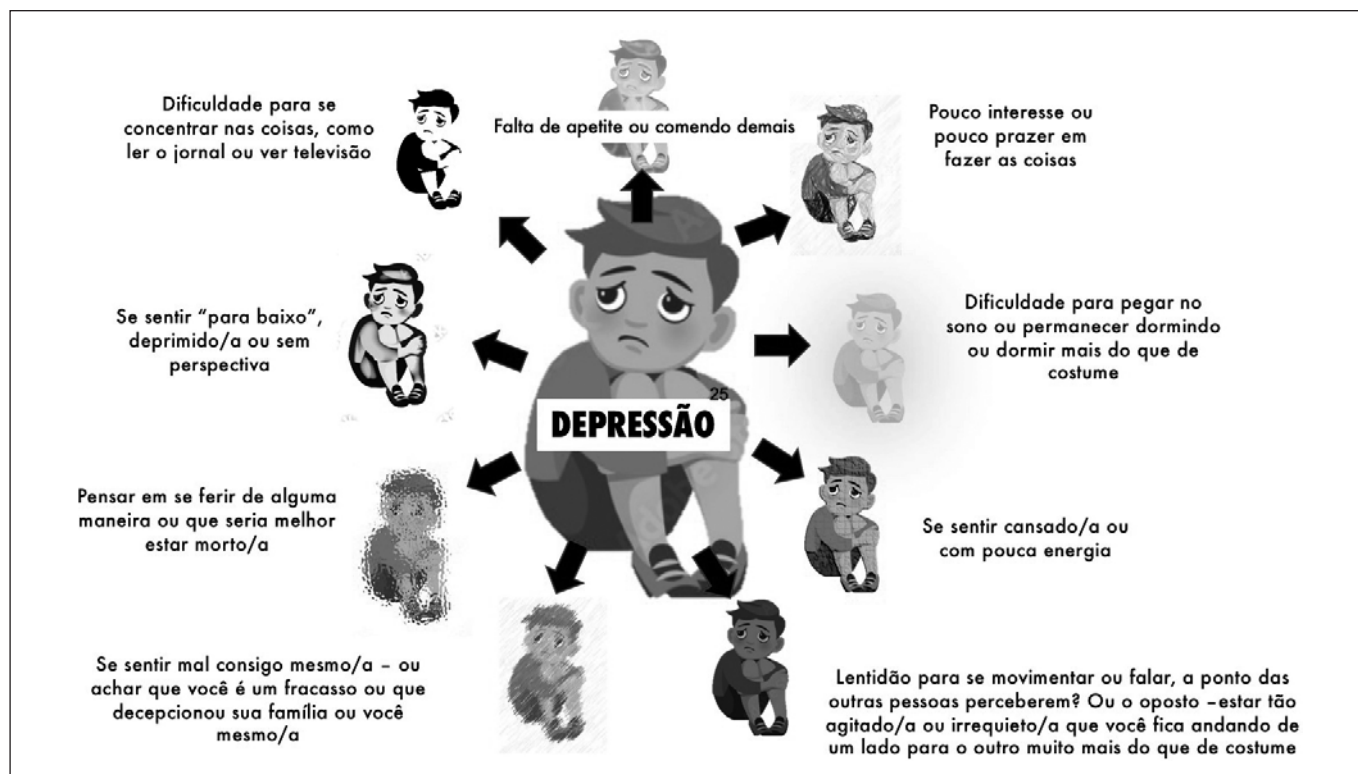 Dificuldade para se
concentrar nas coisas, como
ler o jornal ou ver televisão
Falta de apetite ou comendo demais
Pouco interesse ou
pouco prazer em
fazer as coisas
Se sentir “para baixo”,
deprimido/a ou sem
perspectiva
Dificuldade para pegar no
sono ou permanecer dormindo
ou dormir mais do que de
costume
25
DEPRESSÃO
Pensar em se ferir de alguma
maneira ou que seria melhor
estar morto/a
Se sentir cansado/a ou
com pouca energia
Se sentir mal consigo mesmo/a – ou
achar que você é um fracasso ou que
decepcionou sua família ou você
mesmo/a
Lentidão para se movimentar ou falar, a ponto das
outras pessoas perceberem? Ou o oposto –estar tão
agitado/a ou irrequieto/a que você fica andando de
um lado para o outro muito mais do que de costume